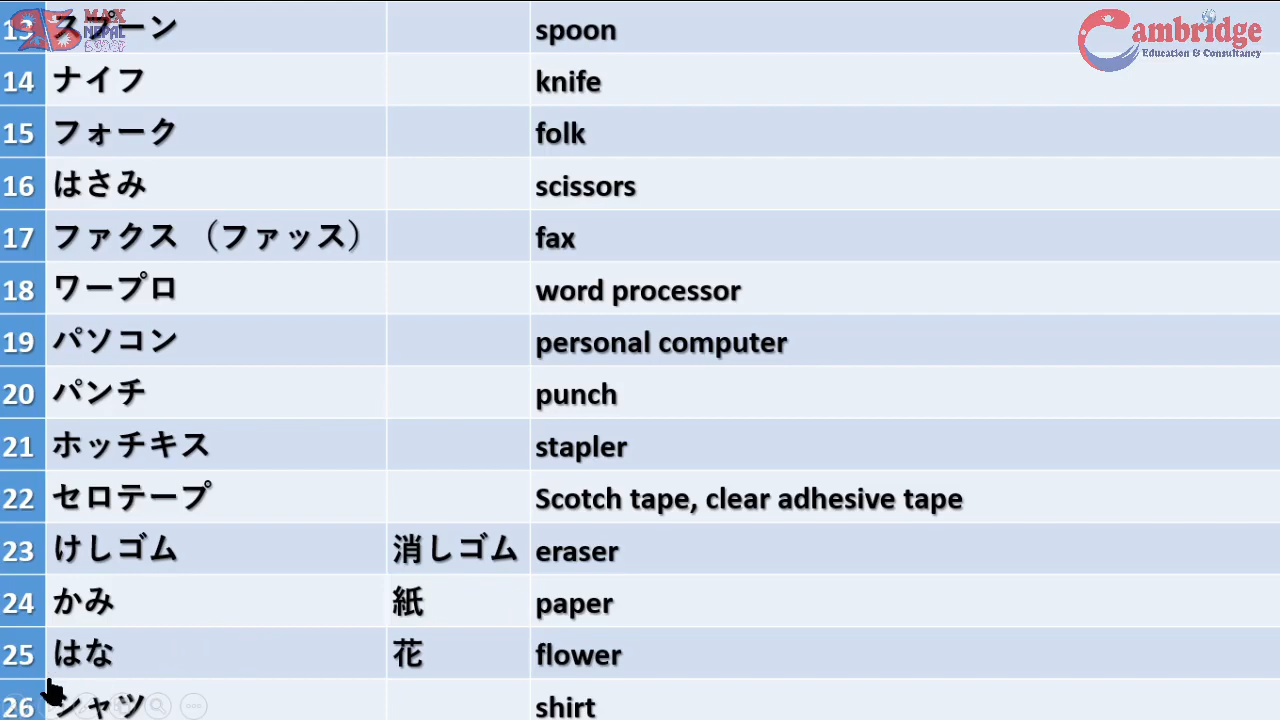 13 スプーン spoon
14 ナイフ knife
15 フォーク folk
16 はさみ scissors
17 ファクス （ファッス） fax
18 ワープロ word processor
19 パソコン personal computer
20 パンチ punch
21 ホッチキス stapler
22 セロテープ Scotch tape, clear adhesive tape
23 けしゴム 消しゴム eraser
24 かみ 紙 paper
25 はな 花 flower
26 シャツ shirt
MAX
NEPAL
Cambridge
Education & Consultancy